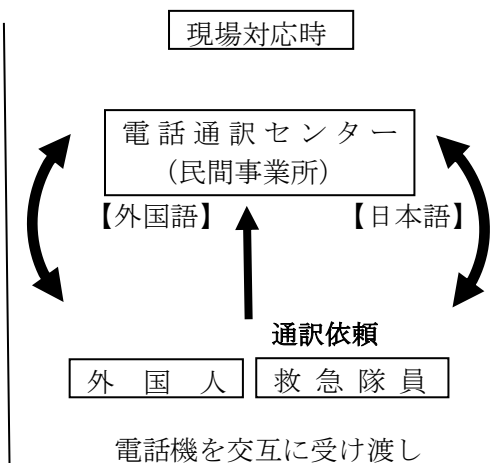 現場対応時
電話通訳センター
(民間事業所)
【外国語】 【日本語】
通訳依頼
外国人 救急隊員
電話機を交互に受け渡し